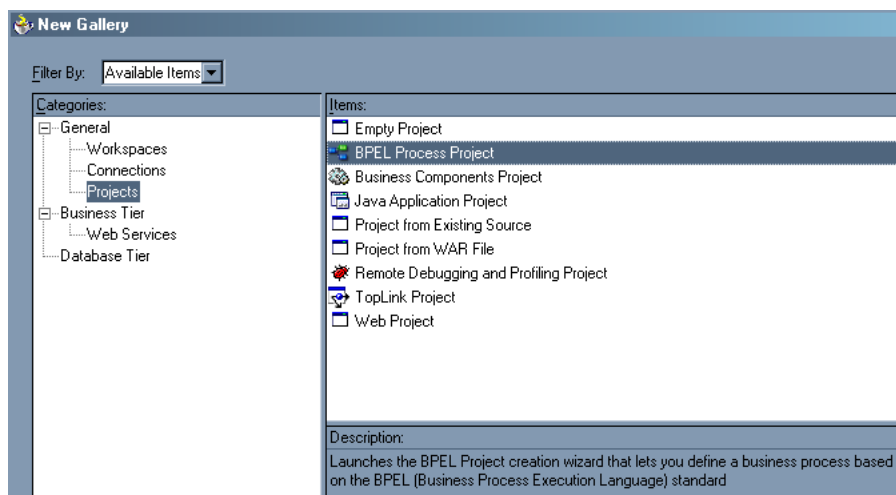 New Gallery
Filter By: Available Items
Categories:
General
Workspaces
Connections
Projects
Business Tier
Web Services
Database Tier
Items:
Empty Project
BPEL Process Project
Business Components Project
Java Application Project
Project from Existing Source
Project from WAR File
Remote Debugging and Profiling Project
TopLink Project
Web Project
Description:
Launches the BPEL Project creation wizard that lets you define a business process based
on the BPEL (Business Process Execution Language) standard